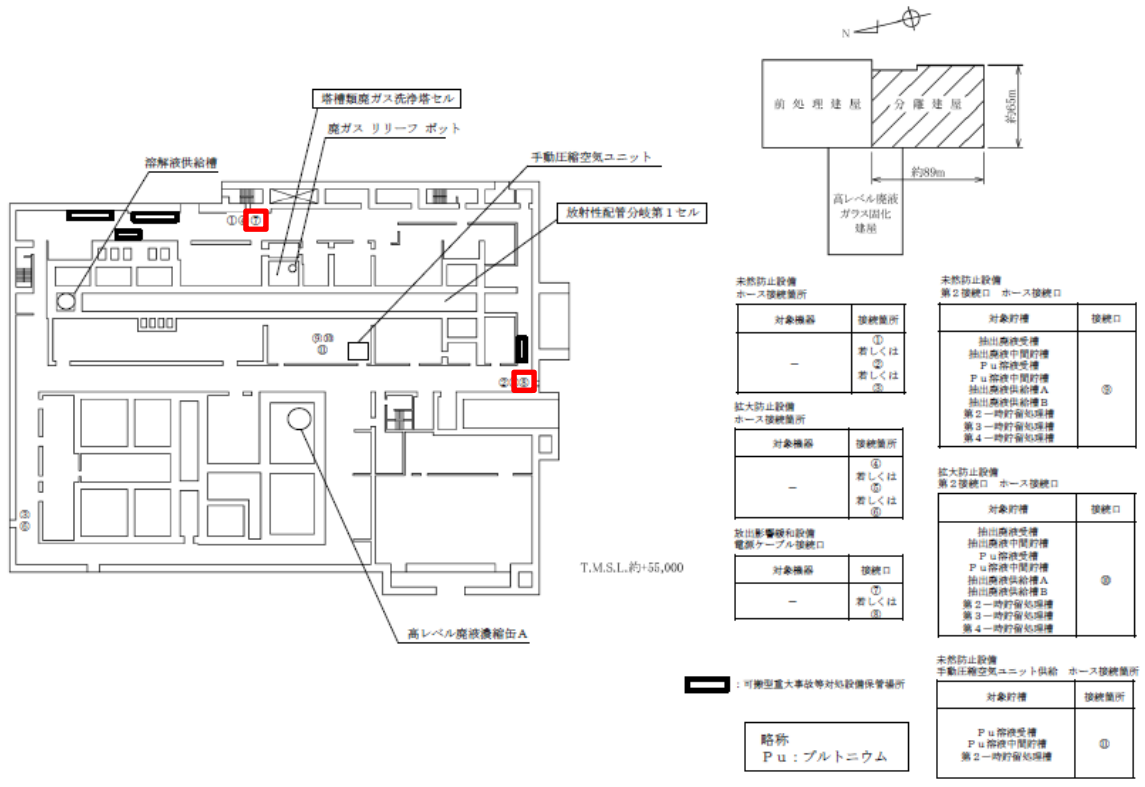 N
前処理建屋
分離建屋
約65m
約89m
高レベル廃液
ガラス固化
建屋
塔槽類廃ガス洗浄塔セル
廃ガス リリーフ ポット
溶解液供給槽
手動圧縮空気ユニット
放射性配管分岐第1セル
①④⑦
⑨⑩
⑪
②⑤⑧
③
⑥
T.M.S.L.約+55,000
高レベル廃液濃縮缶A
未然防止設備
ホース接続箇所
対象機器 接続箇所
－
①
若しくは
②
若しくは
③
拡大防止設備
ホース接続箇所
対象機器 接続箇所
－
④
若しくは
⑤
若しくは
⑥
放出影響緩和設備
電源ケーブル接続口
対象機器 接続口
－
⑦
若しくは
⑧
未然防止設備
第2接続口 ホース接続口
対象貯槽 接続口
抽出廃液受槽
抽出廃液中間貯槽
Pu溶液受槽
Pu溶液中間貯槽
抽出廃液供給槽A
抽出廃液供給槽B
第2一時貯留処理槽
第3一時貯留処理槽
第4一時貯留処理槽
⑨
拡大防止設備
第2接続口 ホース接続口
対象貯槽 接続口
抽出廃液受槽
抽出廃液中間貯槽
Pu溶液受槽
Pu溶液中間貯槽
抽出廃液供給槽A
抽出廃液供給槽B
第2一時貯留処理槽
第3一時貯留処理槽
第4一時貯留処理槽
⑩
未然防止設備
手動圧縮空気ユニット供給 ホース接続箇所
対象貯槽 接続箇所
Pu溶液受槽
Pu溶液中間貯槽
第2一時貯留処理槽
⑪
：可搬型重大事故等対処設備保管場所
略称
Pu：プルトニウム